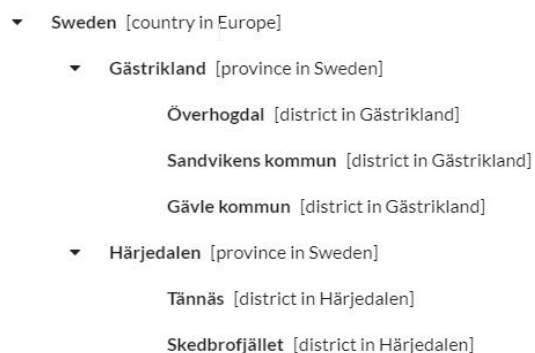 Sweden [country in Europe]
Gästrikland [province in Sweden]
Överhogdal [district in Gästrikland]
Sandvikens kommun [district in Gästrikland]
Gävle kommun [district in Gästrikland]
Härjedalen [province in Sweden]
Tännäs [district in Härjedalen]
Skedbrofjället [district in Härjedalen]